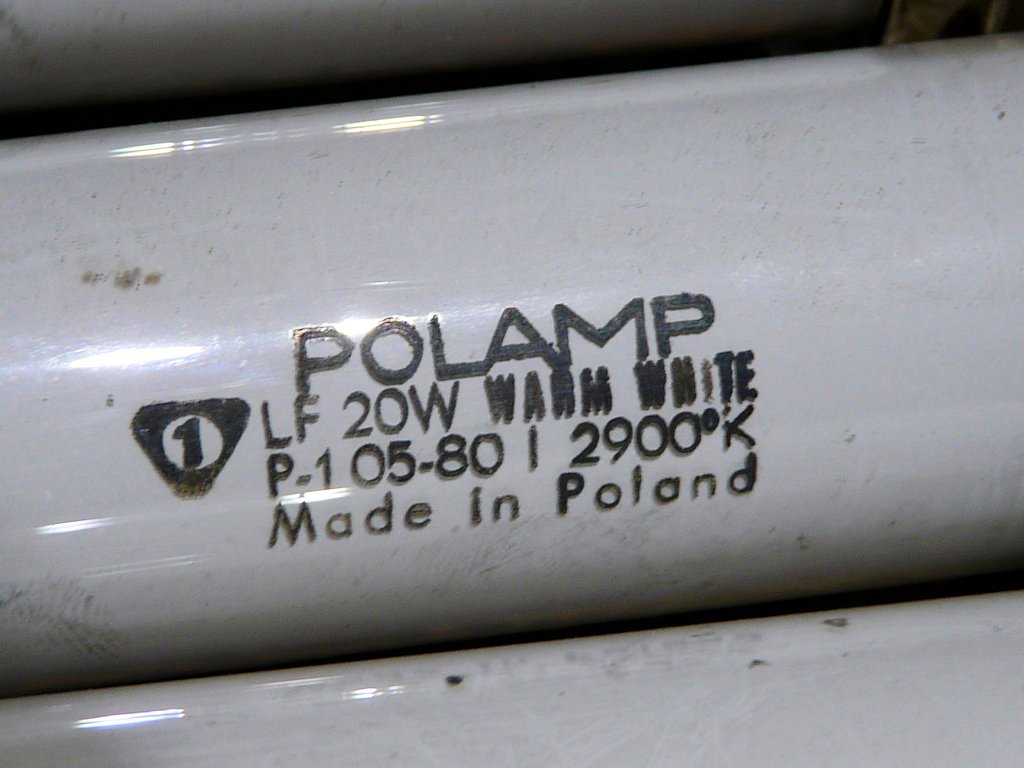 POLAMP
LF 20W WARM WHITE
1
P-1 05-80 I 2900°K
Made in Poland